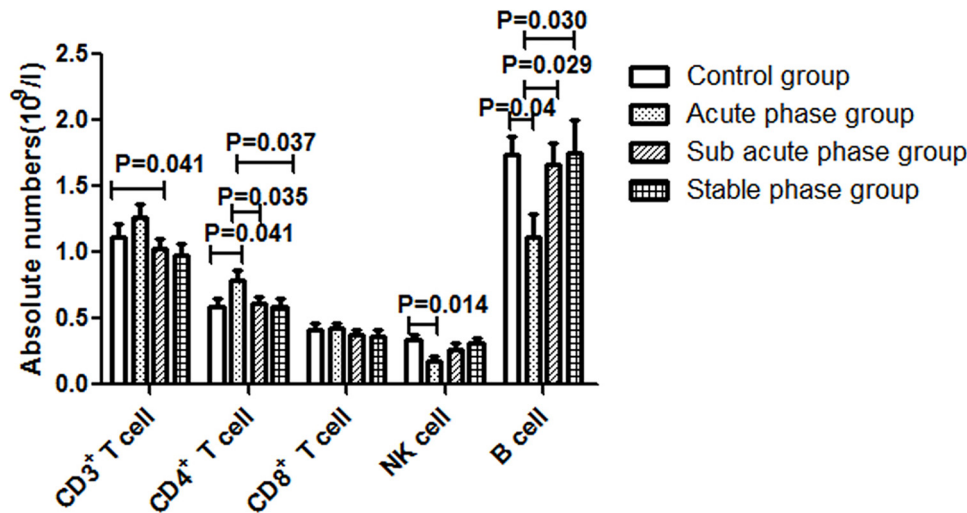 P=0.030
P=0.029
P=0.04
P=0.037
P=0.041
P=0.035
P=0.041
P=0.014
Absolute numbers(10^9/l)
2.5
2.0
1.5
1.0
0.5
0.0
CD3⁺ T cell
CD4⁺ T cell
CD8⁺ T cell
NK cell
B cell
Control group
Acute phase group
Sub acute phase group
Stable phase group